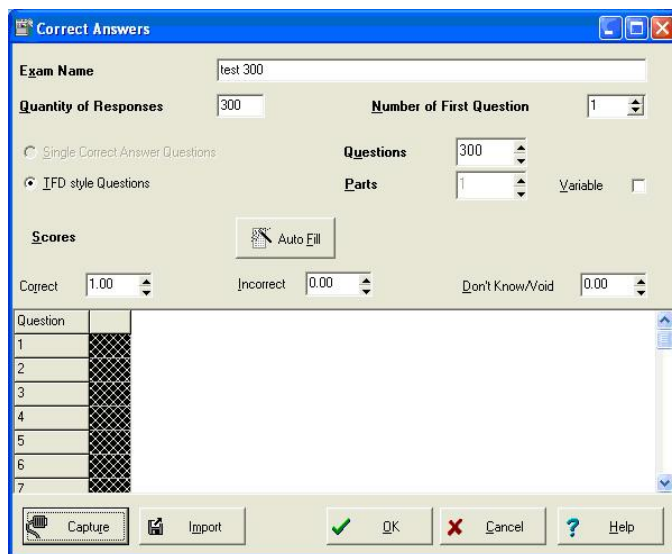 Correct Answers
Exam Name test 300
Quantity of Responses 300 Number of First Question 1
Single Correct Answer Questions Questions 300
TFD style Questions Parts 1 Variable
Scores Auto Fill
Correct 1.00 Incorrect 0.00 Don't Know/Void 0.00
Question
1
2
3
4
5
6
7
Capture Import OK Cancel ? Help